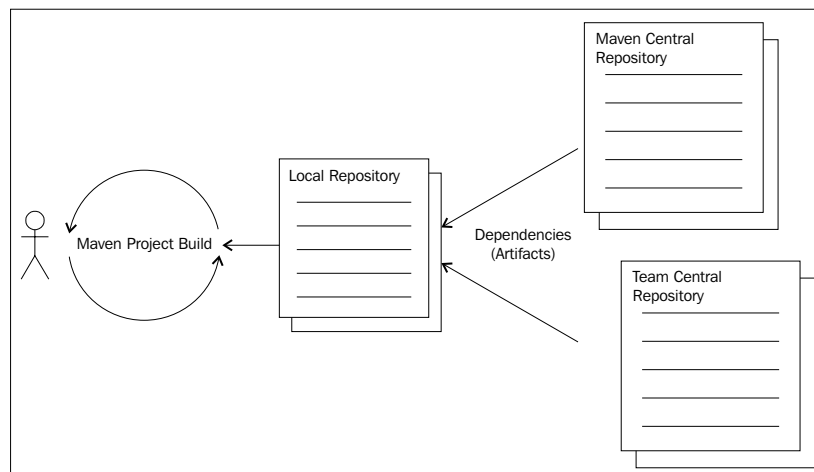 Maven Central
Repository
Local Repository
Maven Project Build
Dependencies
(Artifacts)
Team Central
Repository